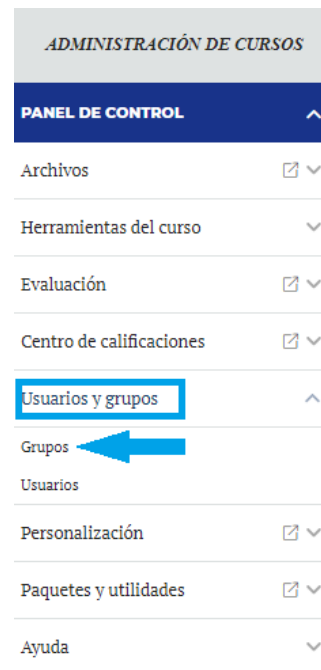 ADMINISTRACIÓN DE CURSOS
PANEL DE CONTROL
Archivos
Herramientas del curso
Evaluación
Centro de calificaciones
Usuarios y grupos
Grupos
Usuarios
Personalización
Paquetes y utilidades
Ayuda